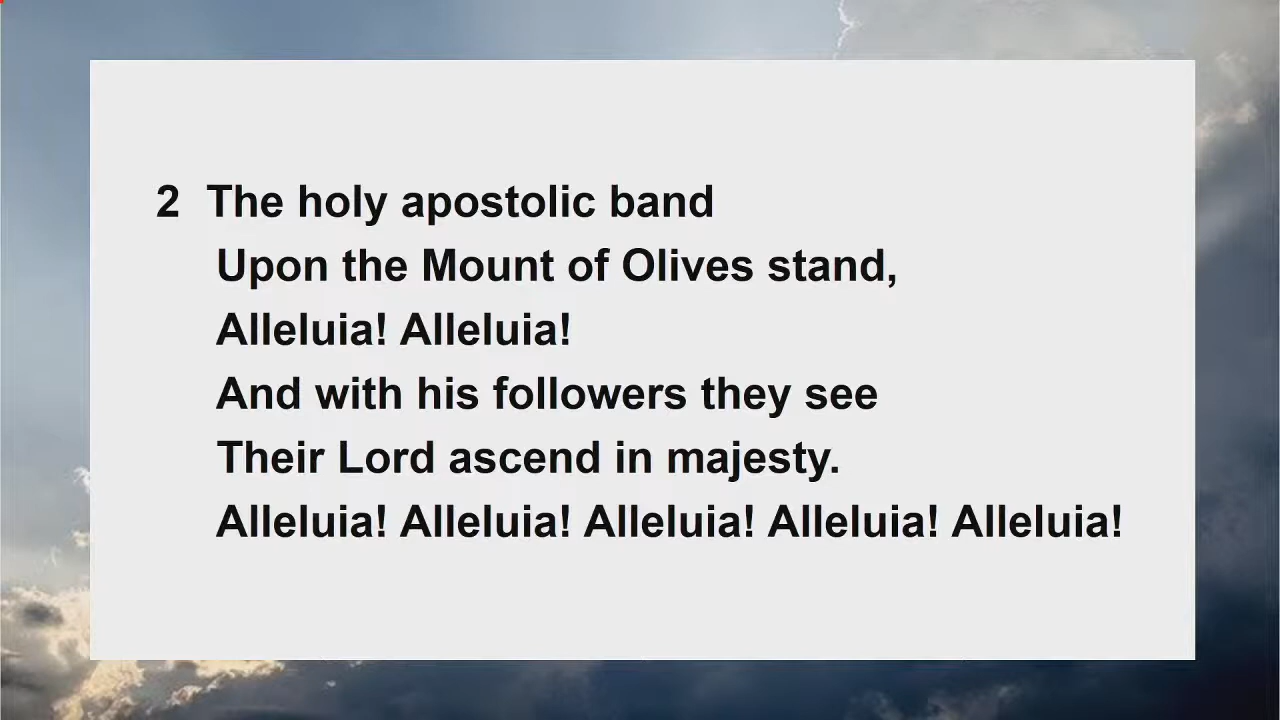 2 The holy apostolic band
Upon the Mount of Olives stand,
Alleluia! Alleluia!
And with his followers they see
Their Lord ascend in majesty.
Alleluia! Alleluia! Alleluia! Alleluia! Alleluia!